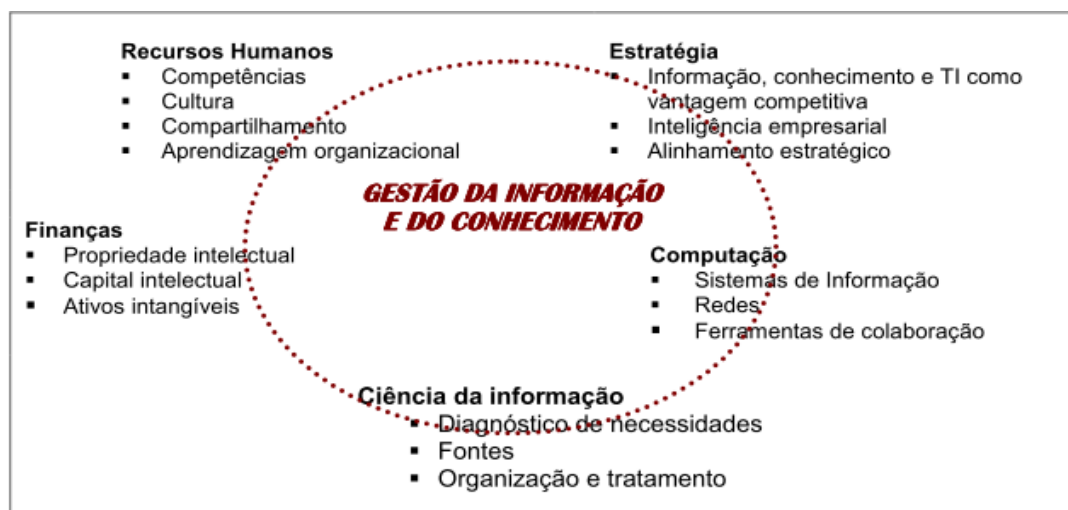 Recursos Humanos
▪ Competências
▪ Cultura
▪ Compartilhamento
▪ Aprendizagem organizacional
Estratégia
▪ Informação, conhecimento e TI como
vantagem competitiva
▪ Inteligência empresarial
▪ Alinhamento estratégico
GESTÃO DA INFORMAÇÃO
E DO CONHECIMENTO
Finanças
▪ Propriedade intelectual
▪ Capital intelectual
▪ Ativos intangíveis
Computação
▪ Sistemas de Informação
▪ Redes
▪ Ferramentas de colaboração
Ciência da informação
▪ Diagnóstico de necessidades
▪ Fontes
▪ Organização e tratamento